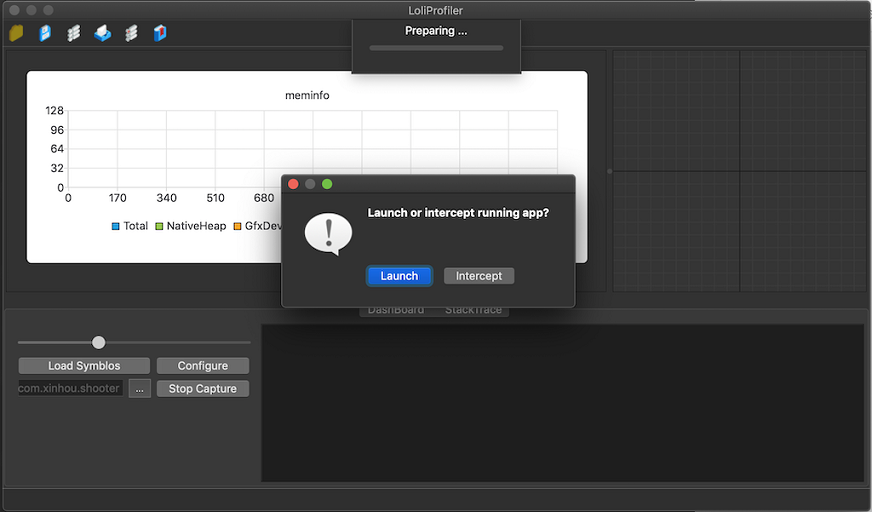 LoliProfiler
Preparing ...
meminfo
128
96
64
32
0
0 170 340 510 680
Total NativeHeap GfxDev
Launch or intercept running app?
Launch Intercept
DashBoard StackTrace
Load Symblos Configure
com.xinhou.shooter ... Stop Capture